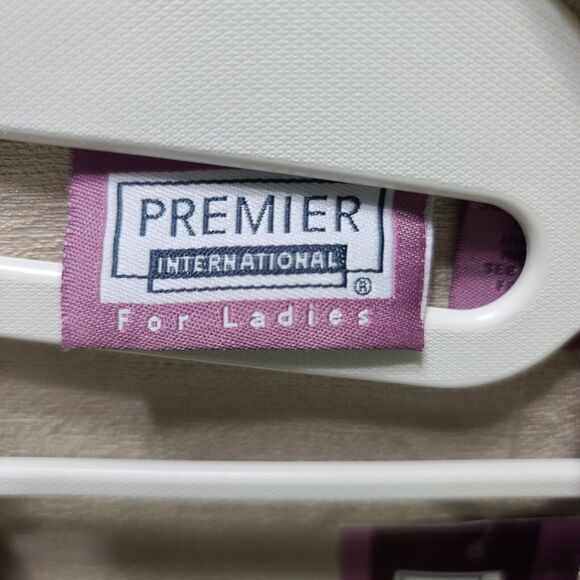 PREMIER
INTERNATIONAL
®
For Ladies